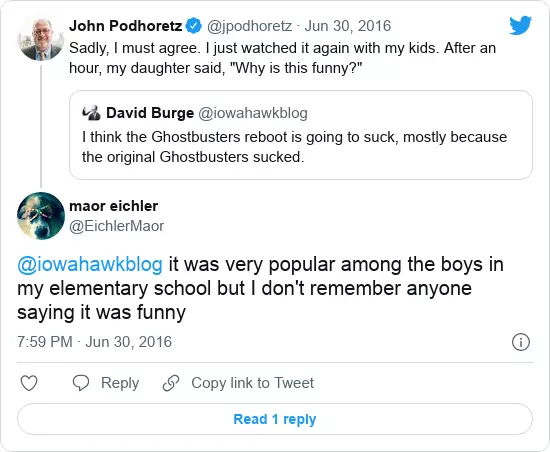 John Podhoretz @jpodhoretz · Jun 30, 2016
Sadly, I must agree. I just watched it again with my kids. After an
hour, my daughter said, "Why is this funny?"
David Burge @iowahawkblog
I think the Ghostbusters reboot is going to suck, mostly because
the original Ghostbusters sucked.
maor eichler
@EichlerMaor
@iowahawkblog it was very popular among the boys in
my elementary school but I don't remember anyone
saying it was funny
7:59 PM · Jun 30, 2016
Reply Copy link to Tweet
Read 1 reply